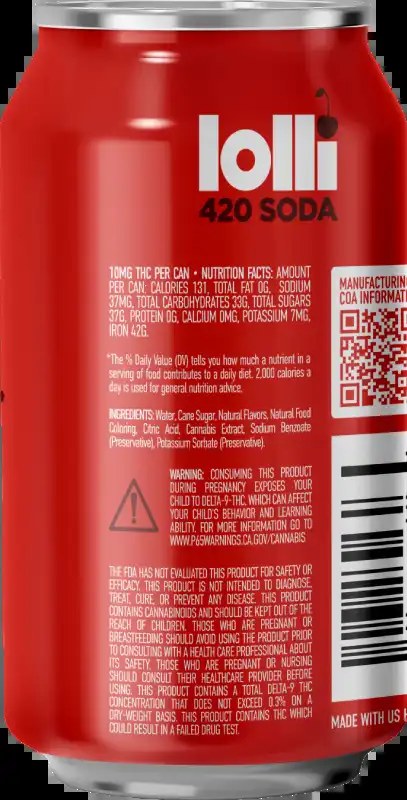 lolli
420 SODA
10MG THC PER CAN • NUTRITION FACTS: AMOUNT
PER CAN: CALORIES 131, TOTAL FAT 0G, SODIUM
37MG, TOTAL CARBOHYDRATES 33G, TOTAL SUGARS
37G, PROTEIN 0G, CALCIUM 0MG, POTASSIUM 7MG,
IRON 42G.
*The % Daily Value (DV) tells you how much a nutrient in a
serving of food contributes to a daily diet. 2,000 calories a
day is used for general nutrition advice.
INGREDIENTS: Water, Cane Sugar, Natural Flavors, Natural Food
Coloring, Citric Acid, Cannabis Extract, Sodium Benzoate
(Preservative), Potassium Sorbate (Preservative).
WARNING: CONSUMING THIS PRODUCT
DURING PREGNANCY EXPOSES YOUR
CHILD TO DELTA-9-THC, WHICH CAN AFFECT
YOUR CHILD'S BEHAVIOR AND LEARNING
ABILITY. FOR MORE INFORMATION GO TO
WWW.P65WARNINGS.CA.GOV/CANNABIS
THE FDA HAS NOT EVALUATED THIS PRODUCT FOR SAFETY OR
EFFICACY. THIS PRODUCT IS NOT INTENDED TO DIAGNOSE,
TREAT, CURE, OR PREVENT ANY DISEASE. THIS PRODUCT
CONTAINS CANNABINOIDS AND SHOULD BE KEPT OUT OF THE
REACH OF CHILDREN. THOSE WHO ARE PREGNANT OR
BREASTFEEDING SHOULD AVOID USING THE PRODUCT PRIOR
TO CONSULTING WITH A HEALTH CARE PROFESSIONAL ABOUT
ITS SAFETY. THOSE WHO ARE PREGNANT OR NURSING
SHOULD CONSULT THEIR HEALTHCARE PROVIDER BEFORE
USING. THIS PRODUCT CONTAINS A TOTAL DELTA-9 THC
CONCENTRATION THAT DOES NOT EXCEED 0.3% ON A
DRY-WEIGHT BASIS. THIS PRODUCT CONTAINS THC WHICH
COULD RESULT IN A FAILED DRUG TEST.
MANUFACTURING
COA INFORMATI
MADE WITH US H